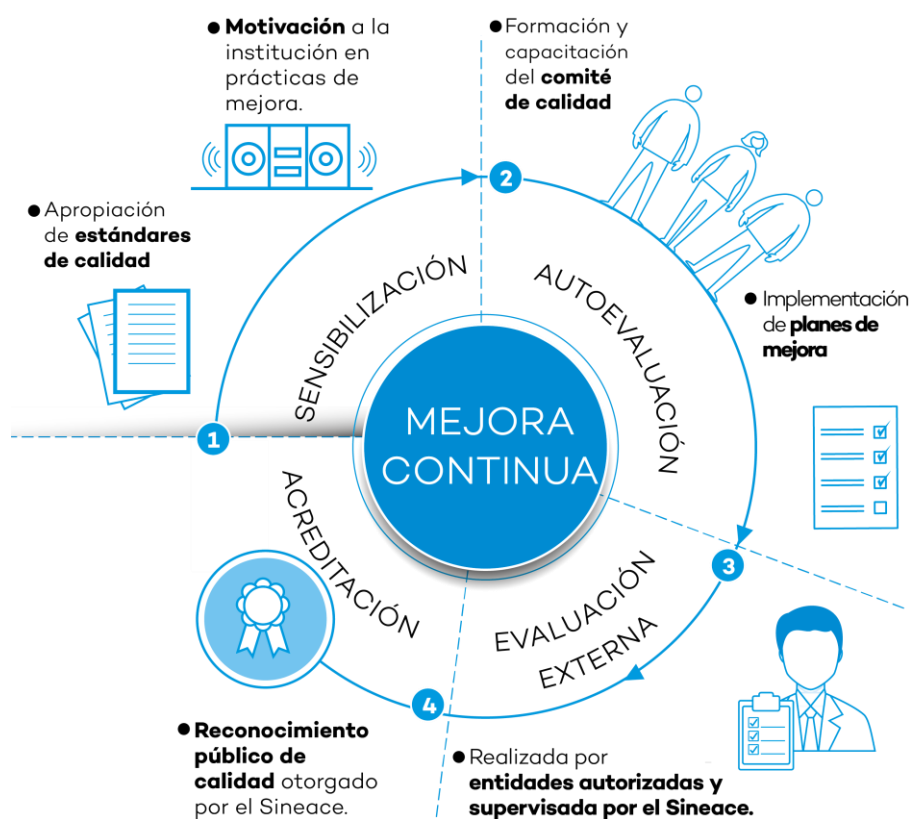 ● Motivación a la
institución en
prácticas de
mejora.
● Formación y
capacitación
del comité
de calidad
● Apropiación
de estándares
de calidad
● Implementación
de planes de
mejora
1
2
3
4
SENSIBILIZACIÓN
AUTOEVALUACIÓN
MEJORA
CONTINUA
ACREDITACIÓN
EVALUACIÓN
EXTERNA
● Reconocimiento
público de
calidad otorgado
por el Sineace.
● Realizada por
entidades autorizadas y
supervisada por el Sineace.